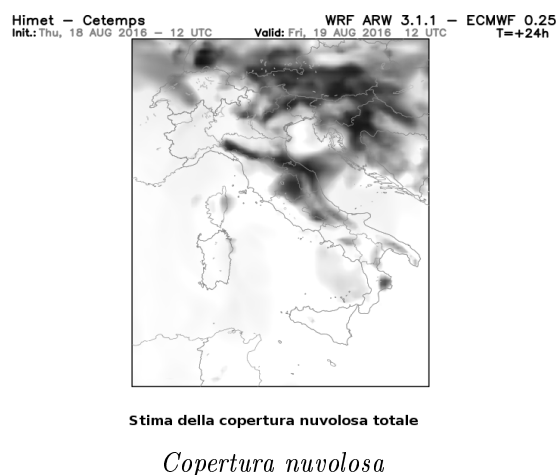 Himet – Cetemps WRF ARW 3.1.1 – ECMWF 0.25
Init.: Thu, 18 AUG 2016 – 12 UTC Valid: Fri, 19 AUG 2016 12 UTC T=+24h
Stima della copertura nuvolosa totale
Copertura nuvolosa